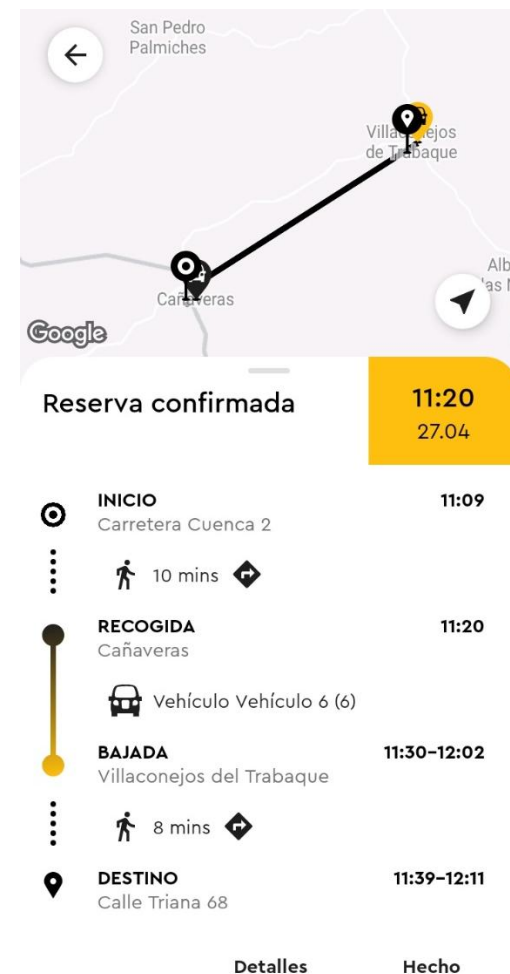 San Pedro
Palmiches
de Trabaque
Cañaveras
Alb
Google
Reserva confirmada
11:20
27.04
INICIO 11:09
Carretera Cuenca 2
10 mins
RECOGIDA 11:20
Cañaveras
Vehículo Vehículo 6 (6)
BAJADA 11:30-12:02
Villaconejos del Trabaque
8 mins
DESTINO 11:39-12:11
Calle Triana 68
Detalles Hecho